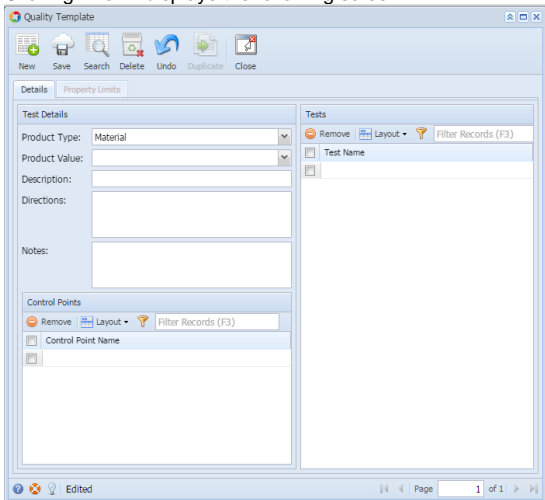 Quality Template
New Save Search Delete Undo Duplicate Close
Details Property Limits
Test Details
Product Type: Material
Product Value:
Description:
Directions:
Notes:
Control Points
Remove Layout Filter Records (F3)
Control Point Name
Tests
Remove Layout Filter Records (F3)
Test Name
Edited
Page 1 of 1